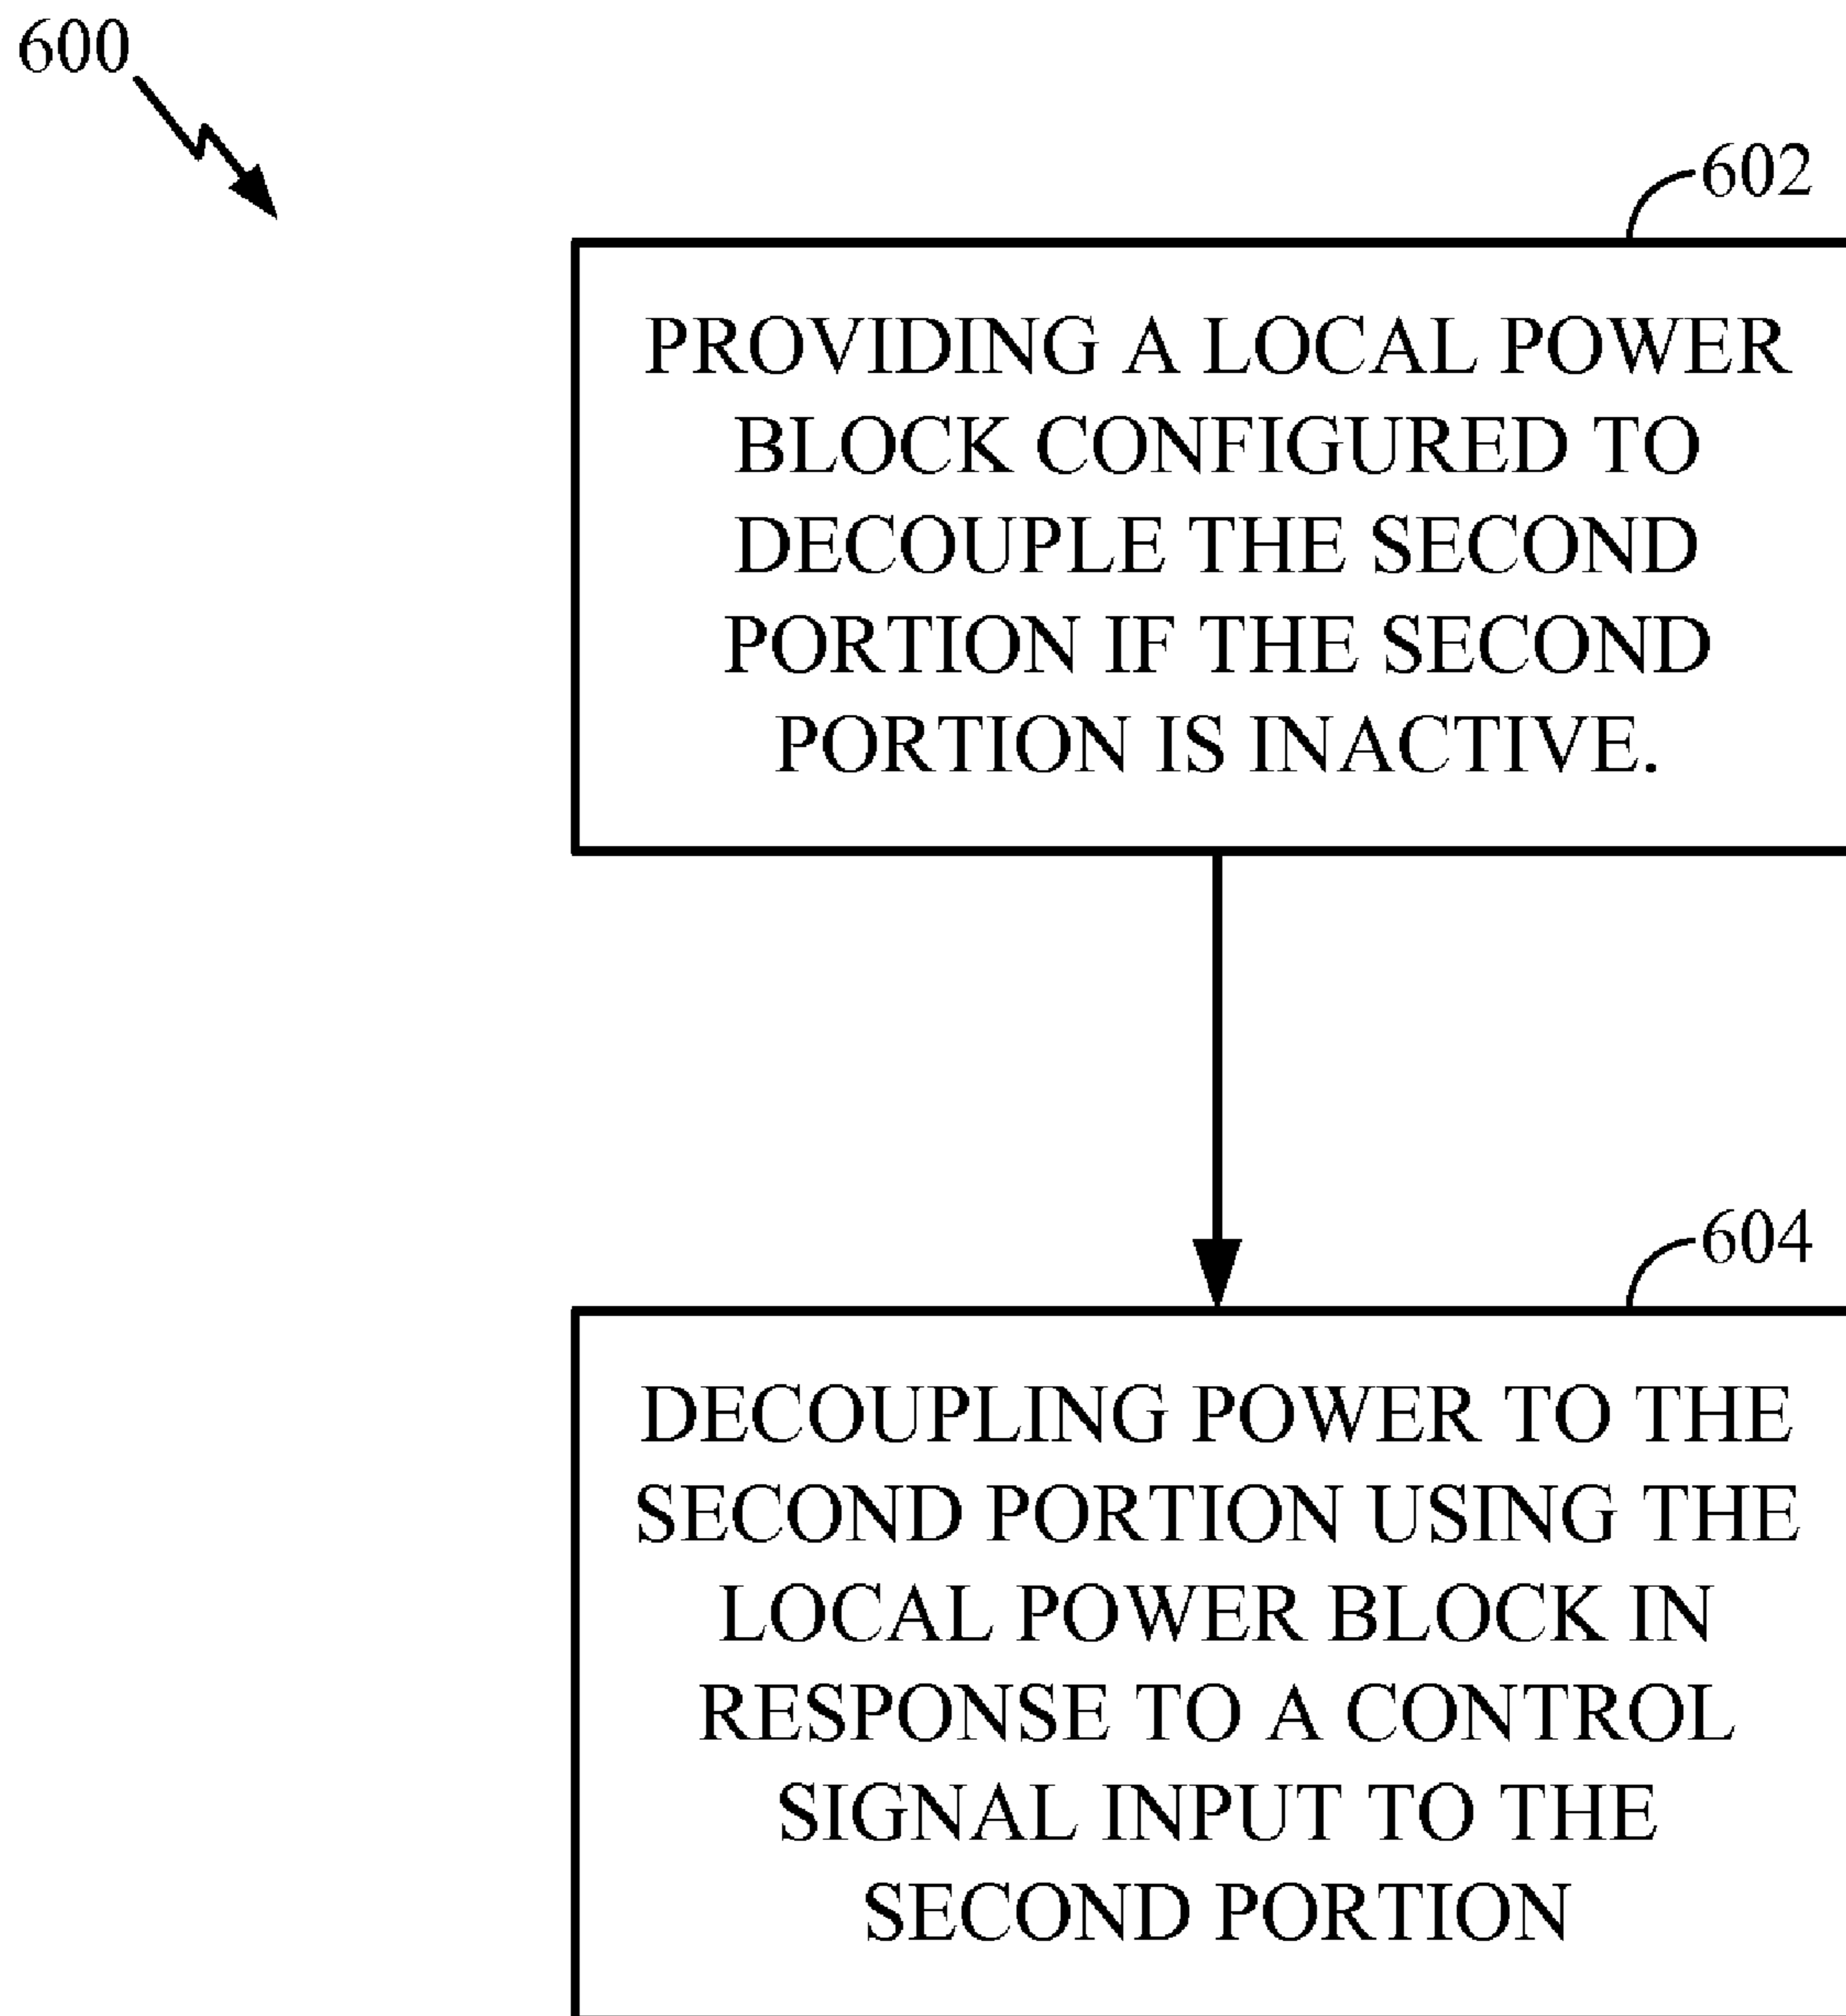 600
602
PROVIDING A LOCAL POWER
BLOCK CONFIGURED TO
DECOUPLE THE SECOND
PORTION IF THE SECOND
PORTION IS INACTIVE.
604
DECOUPLING POWER TO THE
SECOND PORTION USING THE
LOCAL POWER BLOCK IN
RESPONSE TO A CONTROL
SIGNAL INPUT TO THE
SECOND PORTION